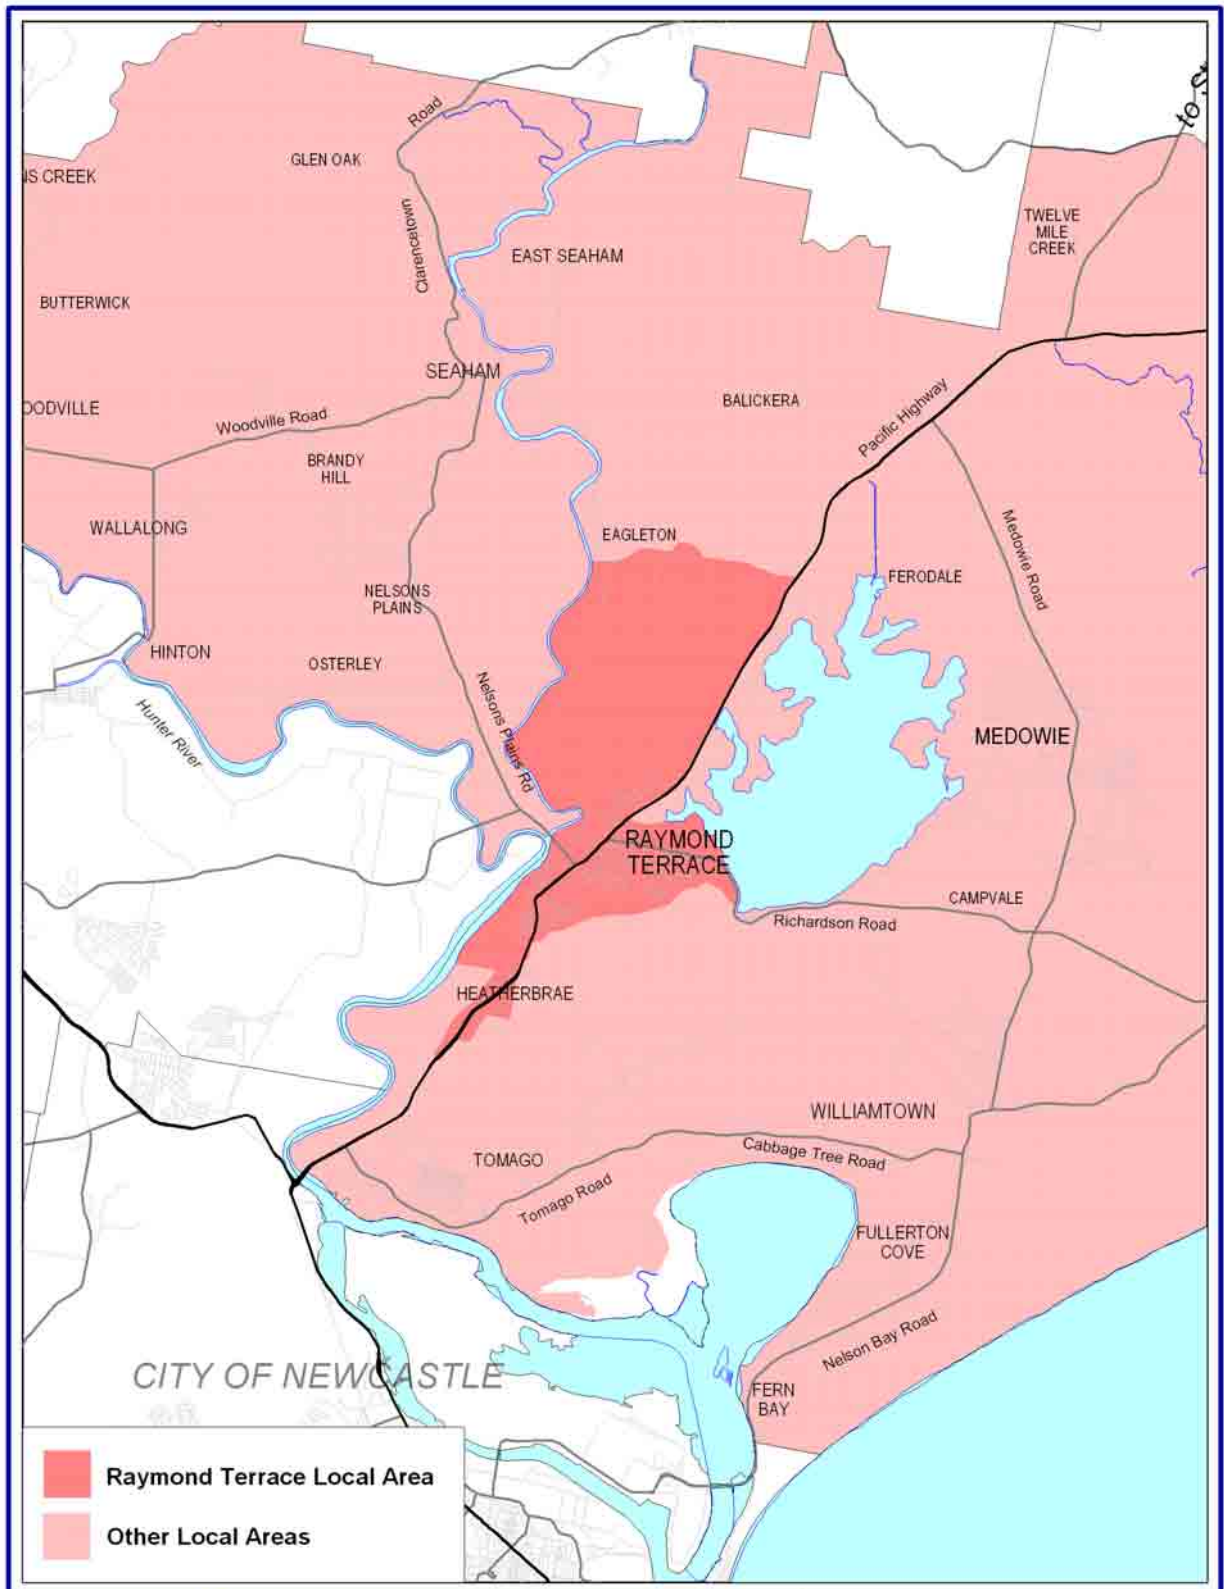 to St
Road
GLEN OAK
NS CREEK
Clarencetown
TWELVE
MILE
CREEK
EAST SEAHAM
BUTTERWICK
SEAHAM
OODVILLE
Woodville Road
BALICKERA
Pacific Highway
BRANDY
HILL
WALLALONG
EAGLETON
Medowie Road
FERODALE
NELSONS
PLAINS
HINTON
OSTERLEY
Hunter River
Nelsons Plains Rd
MEDOWIE
RAYMOND
TERRACE
CAMPVALE
Richardson Road
HEATHERBRAE
WILLIAMTOWN
Cabbage Tree Road
TOMAGO
Tomago Road
FULLERTON
COVE
Nelson Bay Road
CITY OF NEWCASTLE
FERN
BAY
Raymond Terrace Local Area
Other Local Areas